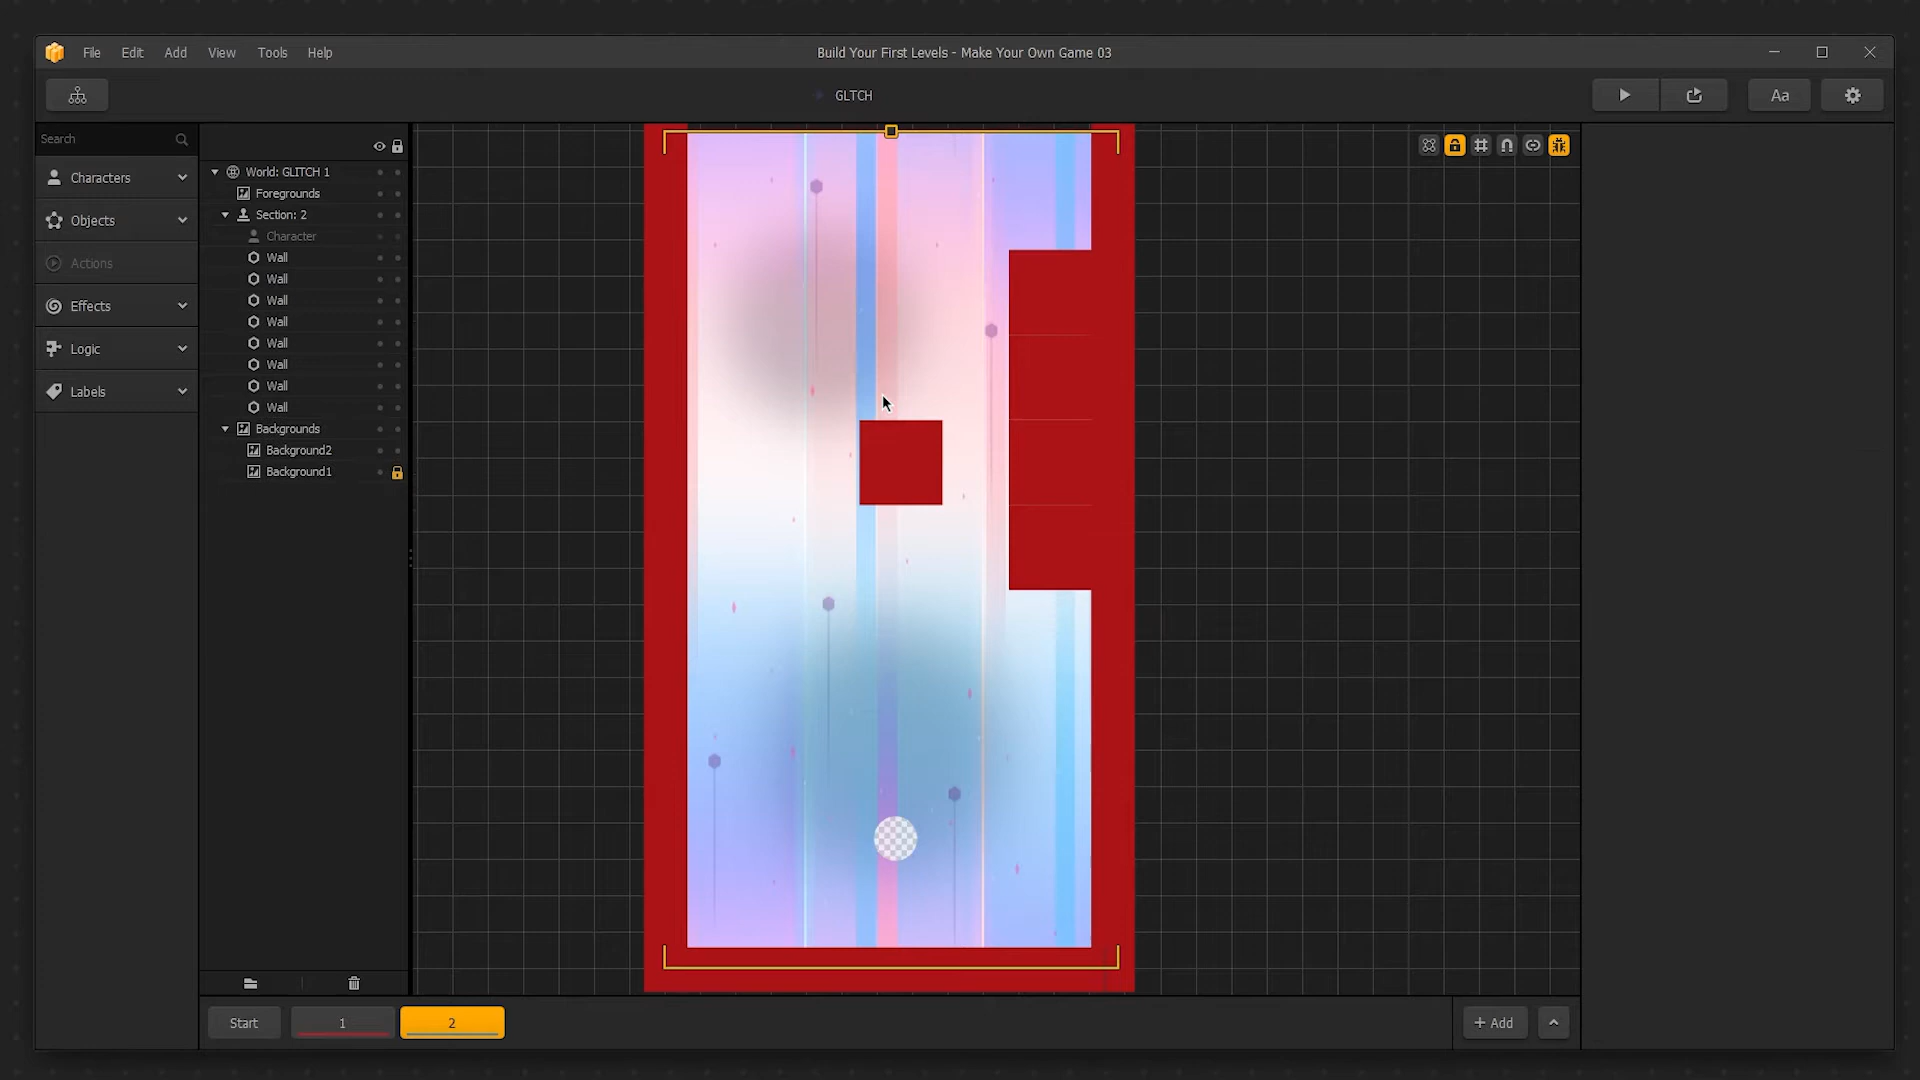 File Edit Add View Tools Help
Build Your First Levels - Make Your Own Game 03
GLTCH
Aa
Search
Characters
Objects
Actions
Effects
Logic
Labels
World: GLITCH 1
Foregrounds
Section: 2
Character
Wall
Wall
Wall
Wall
Wall
Wall
Wall
Wall
Backgrounds
Background2
Background1
Start 1 2
+ Add